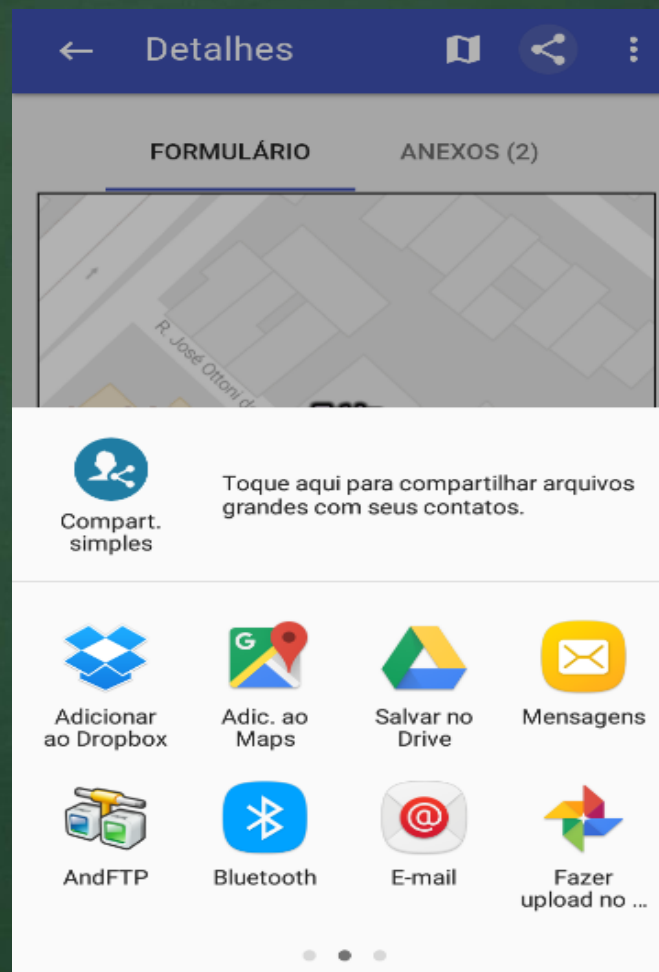 Detalhes
FORMULÁRIO
ANEXOS (2)
R. José Ottoni d
Compart.
simples
Toque aqui para compartilhar arquivos
grandes com seus contatos.
Adicionar
ao Dropbox
G
Adic. ao
Maps
Salvar no
Drive
Mensagens
AndFTP
Bluetooth
@
E-mail
Fazer
upload no ...